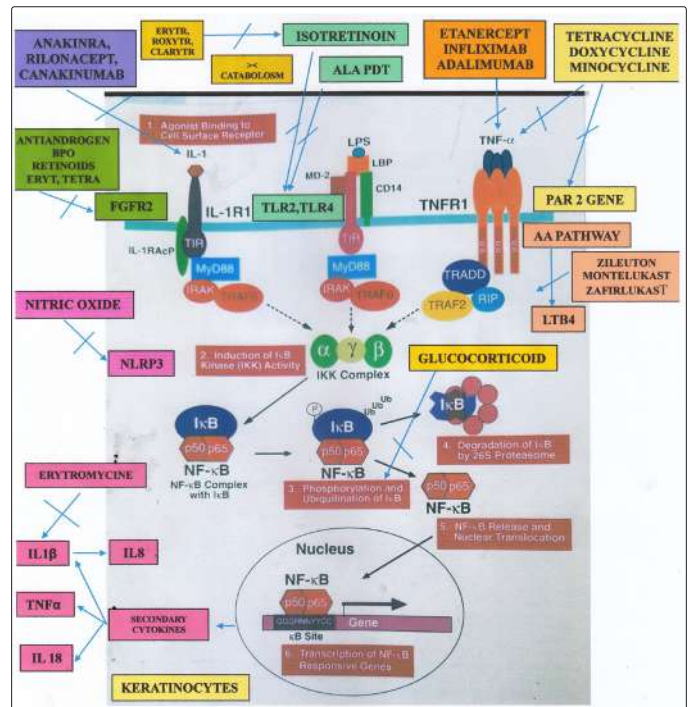 ANAKINRA,
RILONACEPT,
CANAKINUMAB
ERYTR,
ROXYTR,
CLARYTR
ISOTRETINOIN
><
CATABOLOSM
ALA PDT
ETANERCEPT
INFLIXIMAB
ADALIMUMAB
TETRACYCLINE
DOXYCYCLINE
MINOCYCLINE
1. Agonist Binding to
Cell Surface Receptor
IL-1
LPS
LBP
MD-2
CD14
TNF-α
ANTIANDROGEN
BPO
RETINOIDS
ERYT, TETRA
FGFR2
IL-1R1
TLR2,TLR4
TNFR1
PAR 2 GENE
IL-1RAcP
TIR
TIR
AA PATHWAY
MyD88
MyD88
IRAK
TRAF6
IRAK
TRAF6
TRADD
TRAF2
RIP
ZILEUTON
MONTELUKAST
ZAFIRLUKAST
LTB4
NITRIC OXIDE
NLRP3
2. Induction of IκB
Kinase (IKK) Activity
α
γ
β
IKK Complex
GLUCOCORTICOID
IκB
p50 p65
NF-κB
NF-κB Complex
with IκB
P
IκB
Ub
Ub
Ub
p50 p65
NF-κB
IκB
4. Degradation of IκB
by 26S Proteasome
3. Phosphorylation and
Ubiquitination of IκB
p50 p65
NF-κB
5. NF-κB Release and
Nuclear Translocation
ERYTROMYCINE
IL1β
IL8
TNFα
SECONDARY
CYTOKINES
IL 18
Nucleus
NF-κB
p50 p65
GGGRNNYYCC
Gene
κB Site
6. Transcription of NF-κB
Responsive Genes
KERATINOCYTES